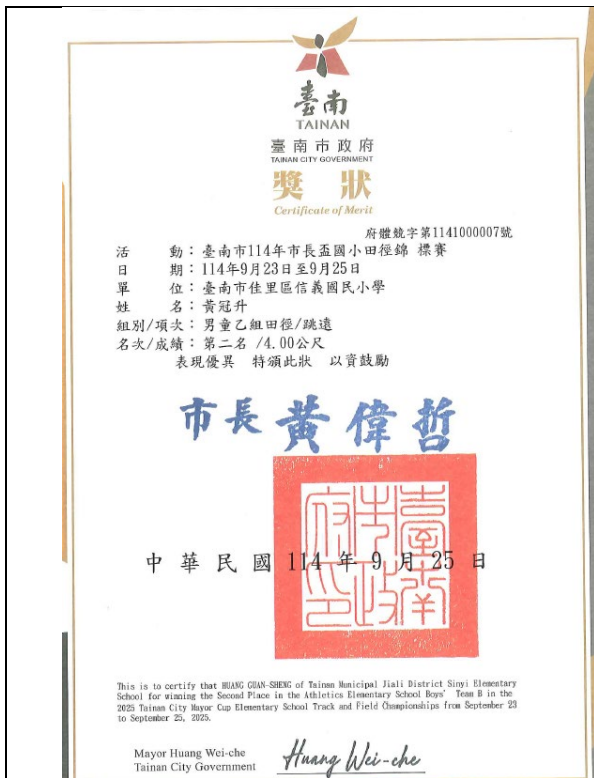 臺南
TAINAN
臺南市政府
TAINAN CITY GOVERNMENT
獎 狀
Certificate of Merit
府體競字第1141000007號
活 動：臺南市114年市長盃國小田徑錦 標賽
日 期：114年9月23日至9月25日
單 位：臺南市佳里區信義國民小學
姓 名：黃冠升
組別/項次：男童乙組田徑/跳遠
名次/成績：第二名 /4.00公尺
表現優異 特頒此狀 以資鼓勵
市長 黃偉哲
臺南市政府印
中華民國 114 年 9 月 25 日
This is to certify that HUANG GUAN-SHENG of Tainan Municipal Jiali District Sinyi Elementary
School for winning the Second Place in the Athletics Elementary School Boys' Team B in the
2025 Tainan City Mayor Cup Elementary School Track and Field Championships from September 23
to September 25, 2025.
Mayor Huang Wei-che
Tainan City Government
Huang Wei-che